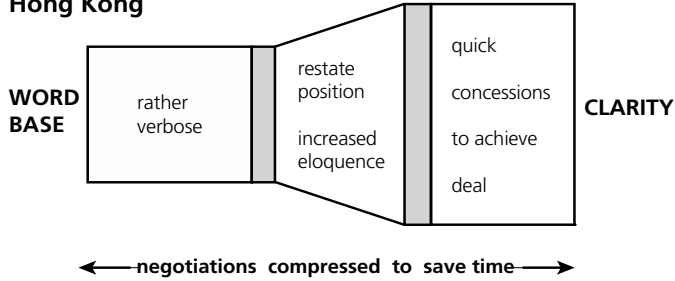 Hong Kong
WORD
BASE
rather
verbose
restate
position
increased
eloquence
quick
concessions
to achieve
deal
CLARITY
negotiations compressed to save time